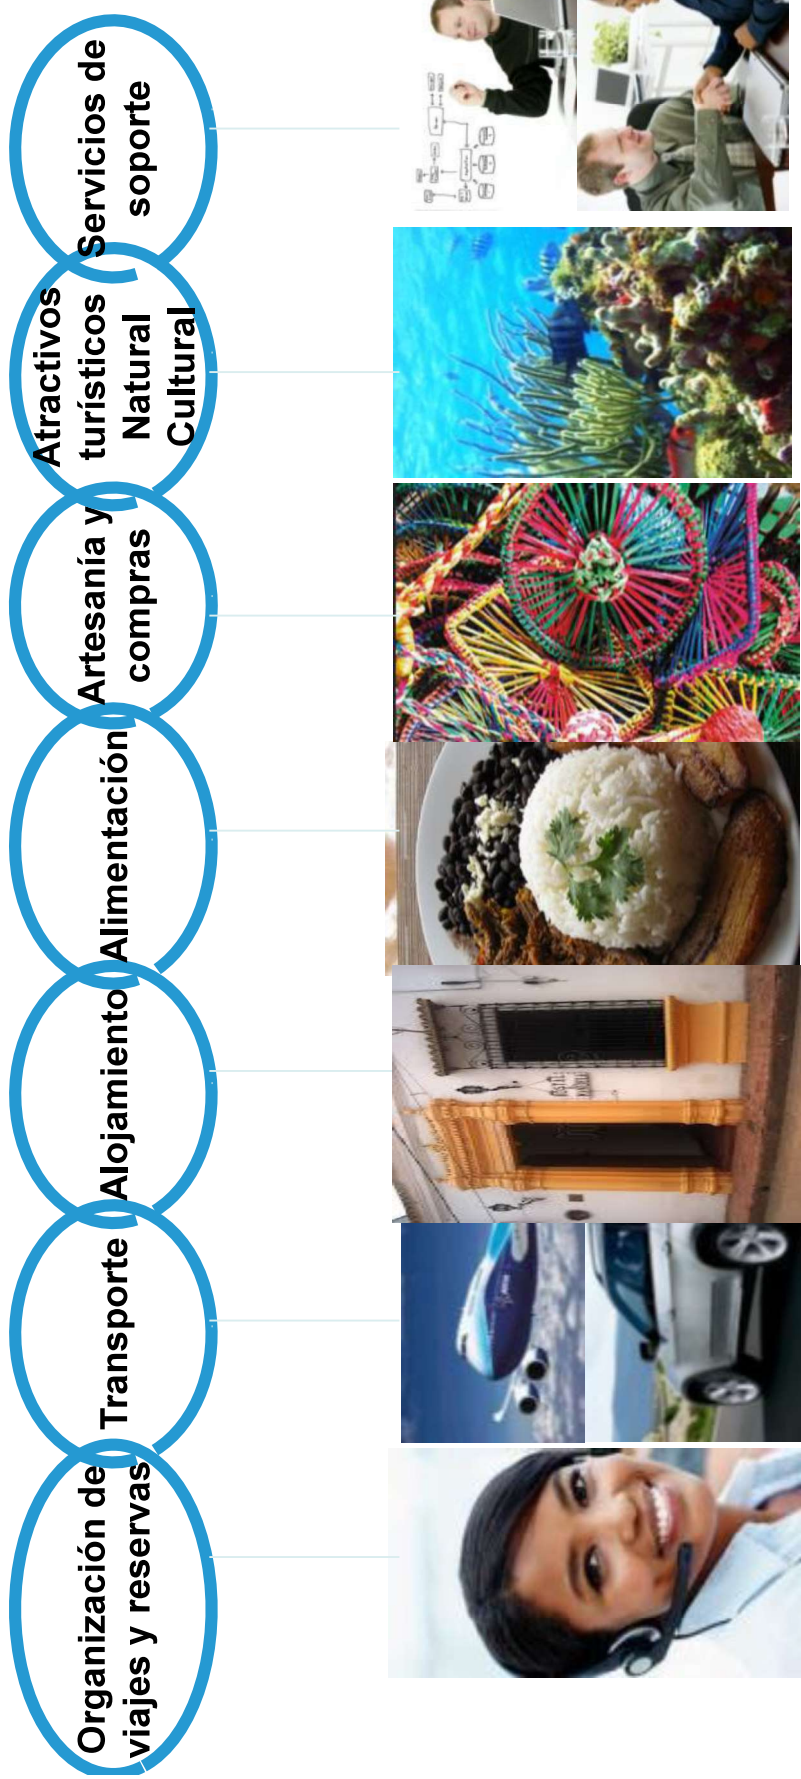 Organización de
viajes y reservas
Transporte
Alojamiento
Alimentación
Artesanía y
compras
Atractivos
turísticos
Natural
Cultural
Servicios de
soporte